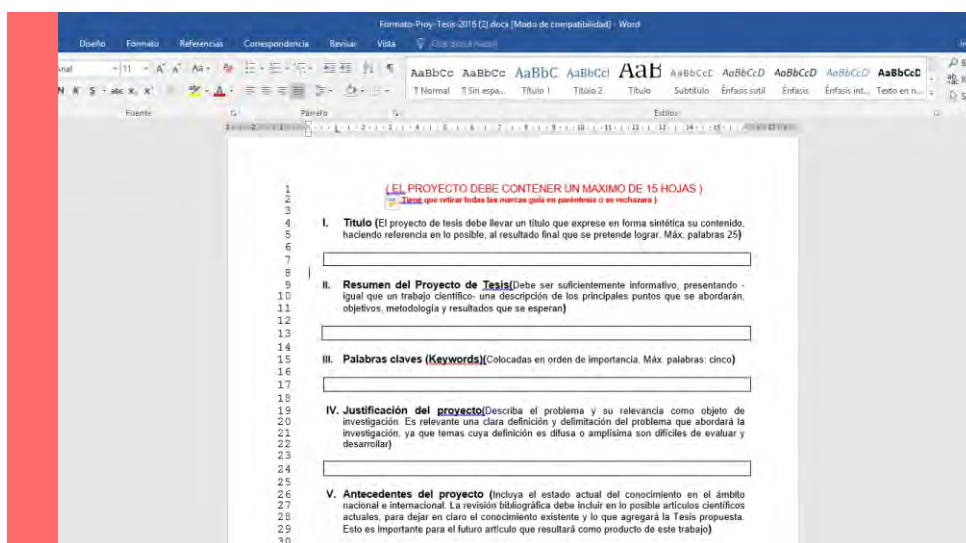 Formato-Proy-Tesis-2016 (2).docx [Modo de compatibilidad] - Word
Diseño Formato Referencias Correspondencia Revisar Vista
11 Aa
N K S abc x, x'
AaBbCc AaBbCc AaBbC AaBbCcI AaB AaBbCcC AaBbCcD AaBbCcD AaBbCcD AaBbCcD
¶ Normal ¶ Sin espa... Título 1 Título 2 Título Subtítulo Énfasis sutil Énfasis Énfasis int... Texto en n...
Fuente Párrafo Estilos
1 ( EL PROYECTO DEBE CONTENER UN MAXIMO DE 15 HOJAS )
2 Tiene que retirar todas las marcas guía en paréntesis o se rechazara )
3
4 I. Titulo (El proyecto de tesis debe llevar un título que exprese en forma sintética su contenido,
5 haciendo referencia en lo posible, al resultado final que se pretende lograr. Máx. palabras 25)
6
7
8
9 II. Resumen del Proyecto de Tesis(Debe ser suficientemente informativo, presentando -
10 igual que un trabajo científico- una descripción de los principales puntos que se abordarán,
11 objetivos, metodología y resultados que se esperan)
12
13
14
15 III. Palabras claves (Keywords)(Colocadas en orden de importancia. Máx. palabras: cinco)
16
17
18
19 IV. Justificación del proyecto(Describa el problema y su relevancia como objeto de
20 investigación. Es relevante una clara definición y delimitación del problema que abordará la
21 investigación, ya que temas cuya definición es difusa o amplísima son difíciles de evaluar y
22 desarrollar)
23
24
25
26 V. Antecedentes del proyecto (Incluya el estado actual del conocimiento en el ámbito
27 nacional e internacional. La revisión bibliográfica debe incluir en lo posible artículos científicos
28 actuales, para dejar en claro el conocimiento existente y lo que agregará la Tesis propuesta.
29 Esto es importante para el futuro artículo que resultará como producto de este trabajo)
30